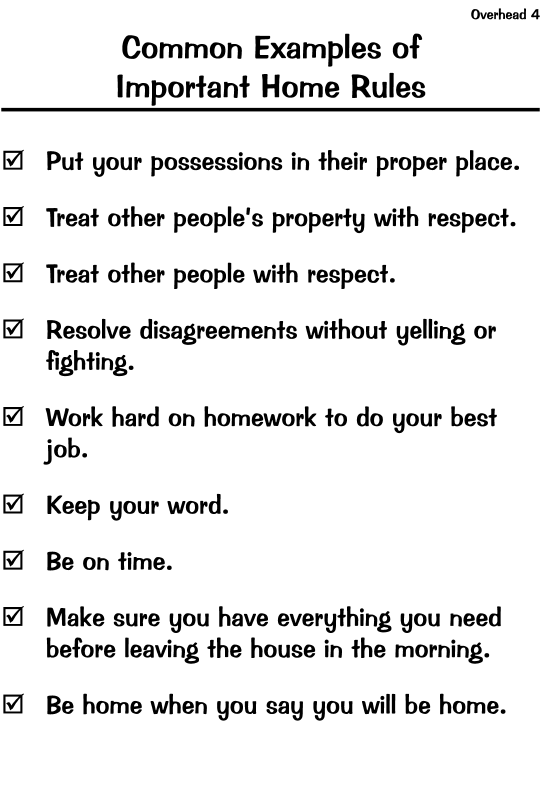 Overhead 4
Common Examples of
Important Home Rules
☑ Put your possessions in their proper place.
☑ Treat other people's property with respect.
☑ Treat other people with respect.
☑ Resolve disagreements without yelling or
fighting.
☑ Work hard on homework to do your best
job.
☑ Keep your word.
☑ Be on time.
☑ Make sure you have everything you need
before leaving the house in the morning.
☑ Be home when you say you will be home.